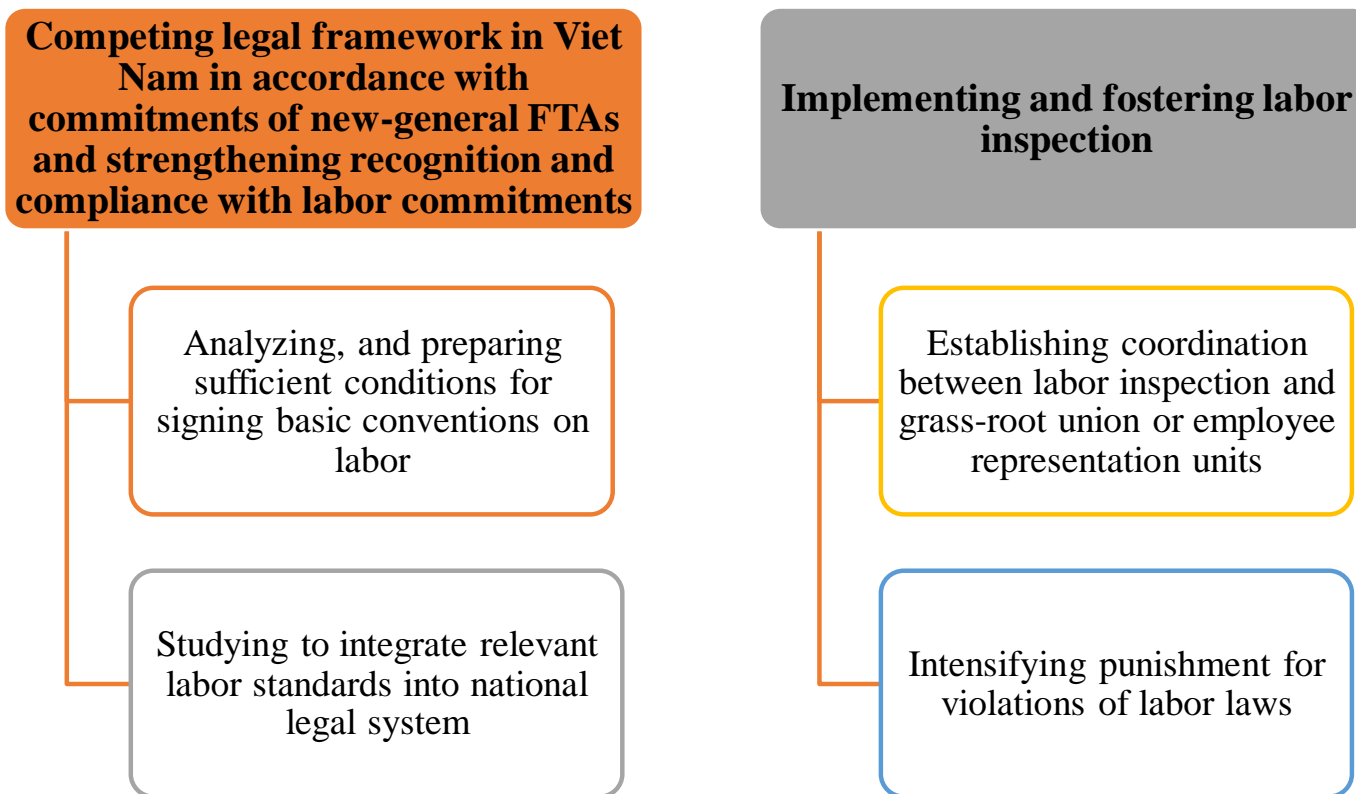 Competing legal framework in Viet
Nam in accordance with
commitments of new-general FTAs
and strengthening recognition and
compliance with labor commitments
Analyzing, and preparing
sufficient conditions for
signing basic conventions on
labor
Studying to integrate relevant
labor standards into national
legal system
Implementing and fostering labor
inspection
Establishing coordination
between labor inspection and
grass-root union or employee
representation units
Intensifying punishment for
violations of labor laws